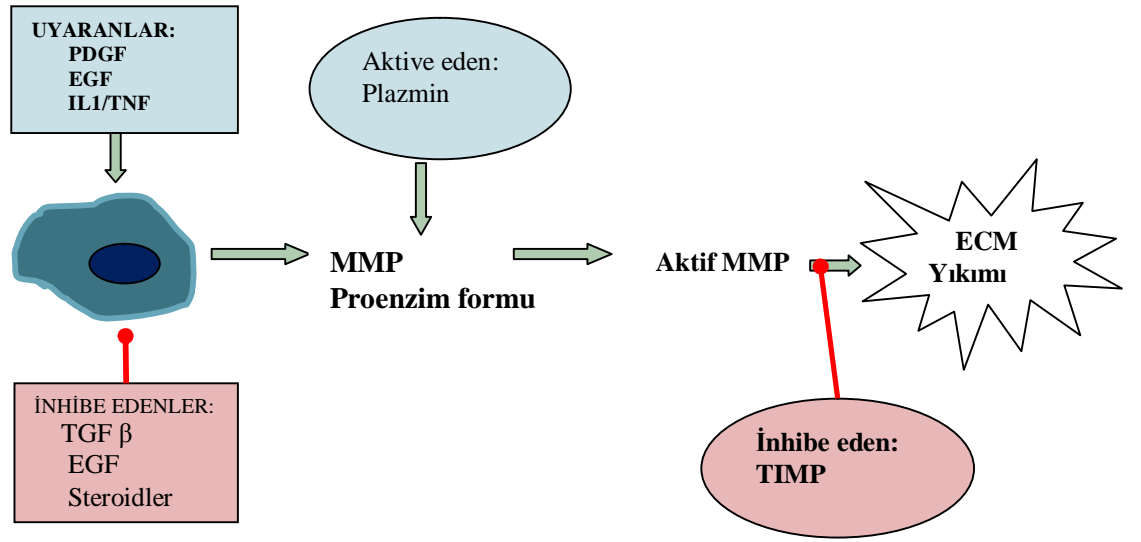 UYARANLAR:
PDGF
EGF
IL1/TNF
Aktive eden:
Plazmin
MMP
Proenzim formu
Aktif MMP
ECM
Yıkımı
İNHİBE EDENLER:
TGF β
EGF
Steroidler
İnhibe eden:
TIMP